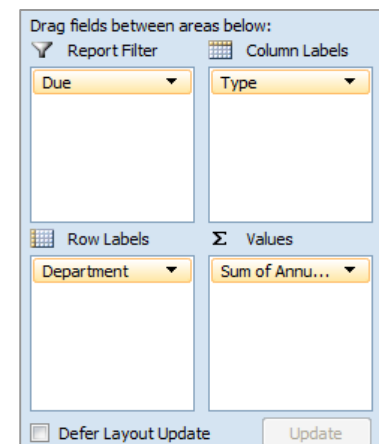 Drag fields between areas below:
Report Filter
Column Labels
Due
Type
Row Labels
Σ Values
Department
Sum of Annu...
Defer Layout Update
Update